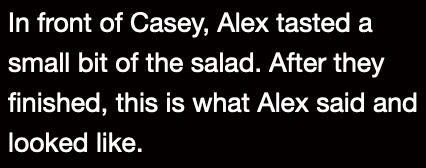 In front of Casey, Alex tasted a
small bit of the salad. After they
finished, this is what Alex said and
looked like.